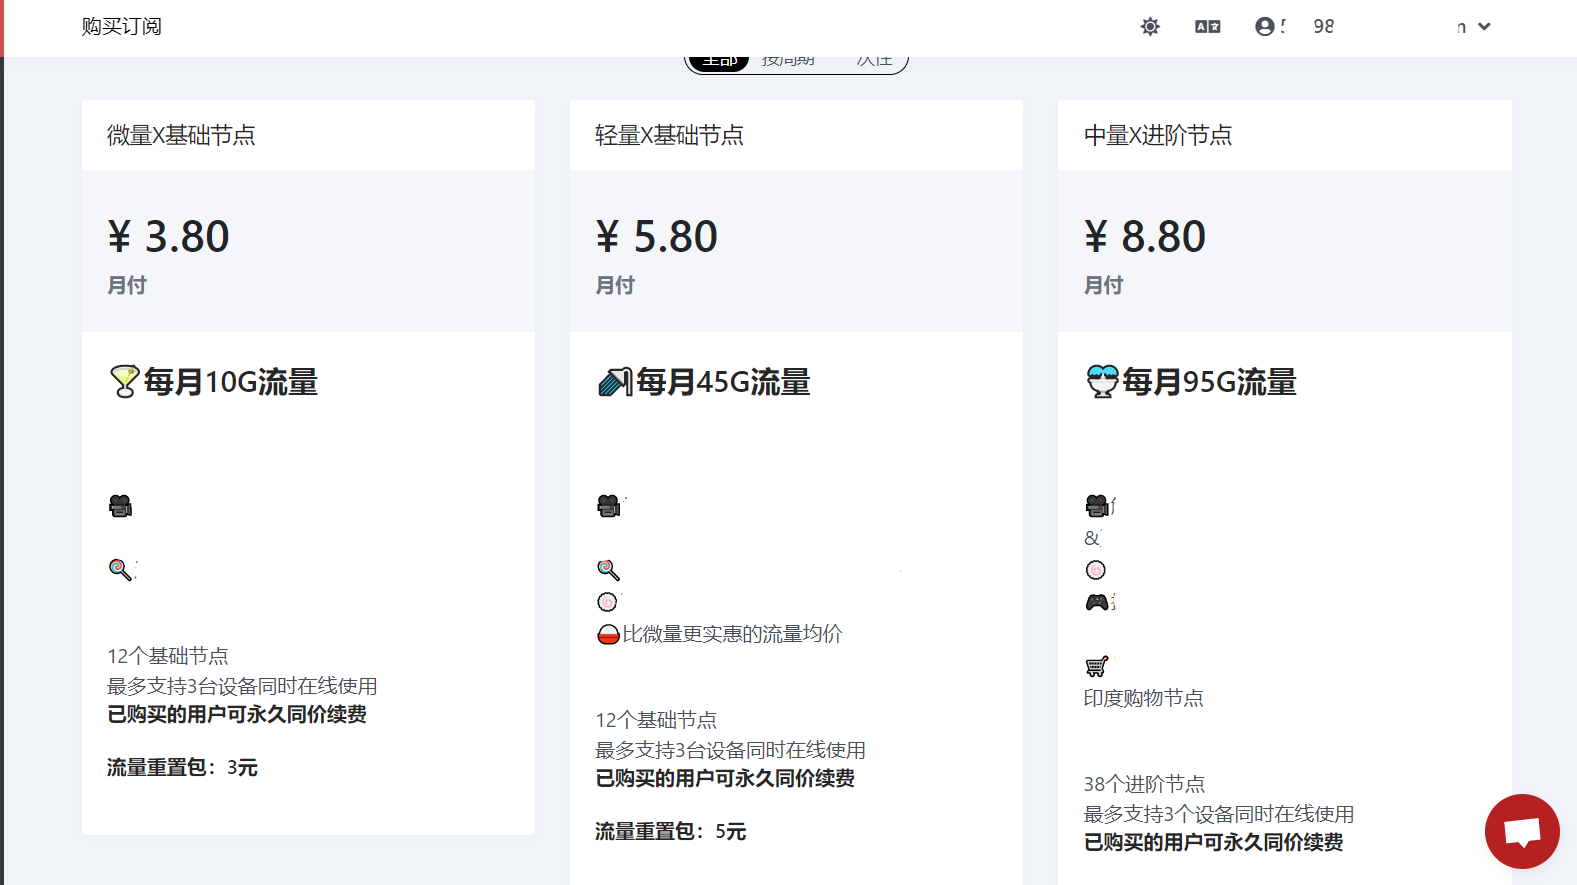 购买订阅
98
n
全部 按周期 一次性
微量X基础节点
¥ 3.80
月付
每月10G流量
12个基础节点
最多支持3台设备同时在线使用
已购买的用户可永久同价续费
流量重置包：3元
轻量X基础节点
¥ 5.80
月付
每月45G流量
比微量更实惠的流量均价
12个基础节点
最多支持3台设备同时在线使用
已购买的用户可永久同价续费
流量重置包：5元
中量X进阶节点
¥ 8.80
月付
每月95G流量
&
印度购物节点
38个进阶节点
最多支持3个设备同时在线使用
已购买的用户可永久同价续费